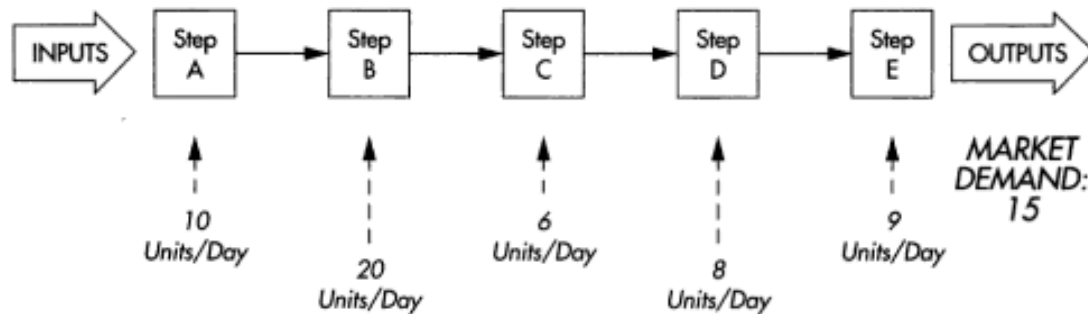 INPUTS
Step
A
Step
B
Step
C
Step
D
Step
E
OUTPUTS
10
Units/Day
20
Units/Day
6
Units/Day
8
Units/Day
9
Units/Day
MARKET
DEMAND:
15